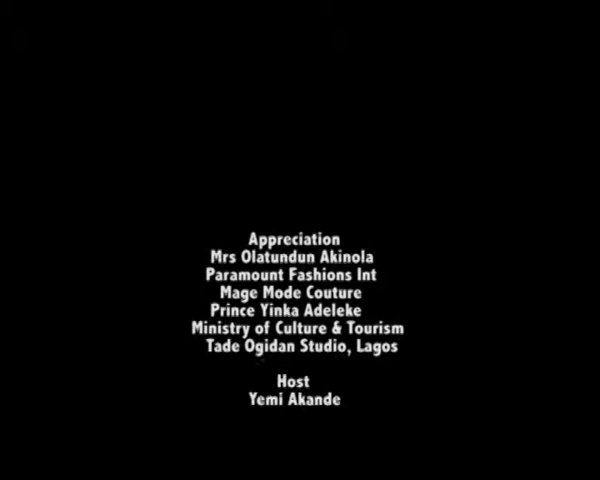 Appreciation
Mrs Olatundun Akinola
Paramount Fashions Int
Mage Mode Couture
Prince Yinka Adeleke
Ministry of Culture & Tourism
Tade Ogidan Studio, Lagos
Host
Yemi Akande